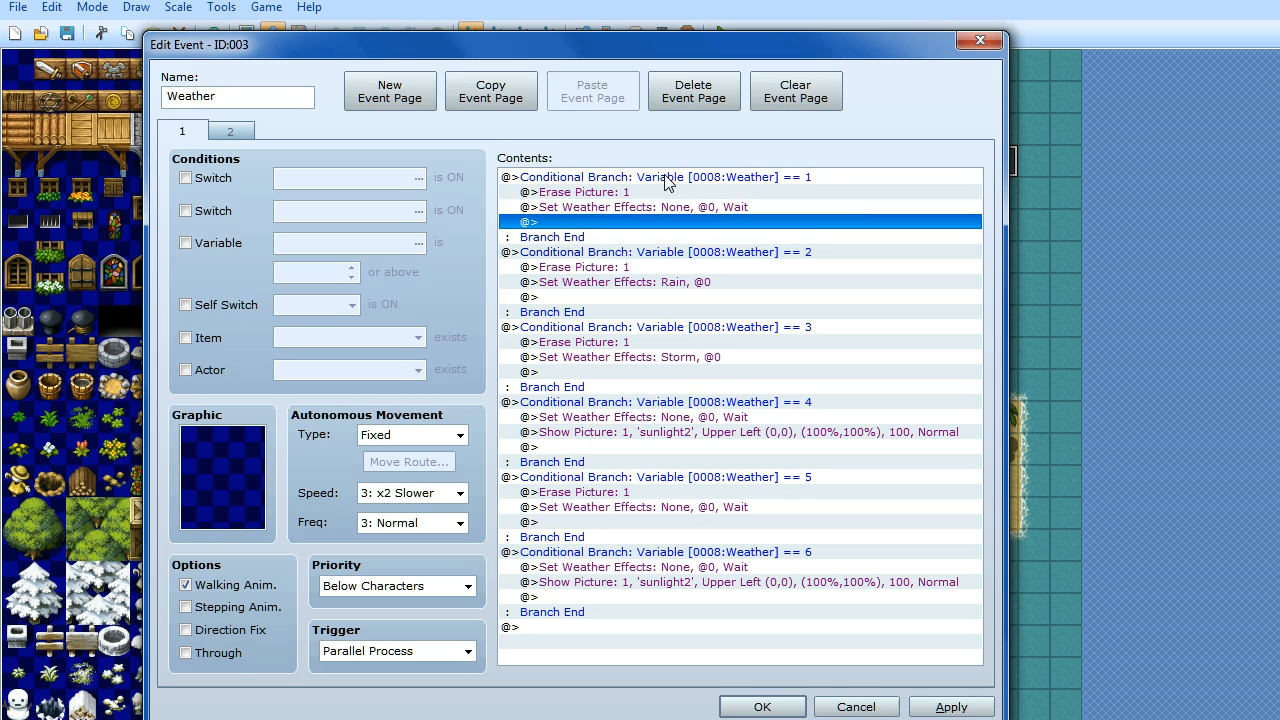 File Edit Mode Draw Scale Tools Game Help
Edit Event - ID:003
Name:
Weather
New
Event Page
Copy
Event Page
Paste
Event Page
Delete
Event Page
Clear
Event Page
1 2
Conditions
Switch ... is ON
Switch ... is ON
Variable ... is
or above
Self Switch is ON
Item exists
Actor exists
Graphic
Autonomous Movement
Type: Fixed
Move Route...
Speed: 3: x2 Slower
Freq: 3: Normal
Options
Walking Anim.
Stepping Anim.
Direction Fix
Through
Priority
Below Characters
Trigger
Parallel Process
Contents:
@>Conditional Branch: Variable [0008:Weather] == 1
@>Erase Picture: 1
@>Set Weather Effects: None, @0, Wait
@>
: Branch End
@>Conditional Branch: Variable [0008:Weather] == 2
@>Erase Picture: 1
@>Set Weather Effects: Rain, @0
@>
: Branch End
@>Conditional Branch: Variable [0008:Weather] == 3
@>Erase Picture: 1
@>Set Weather Effects: Storm, @0
@>
: Branch End
@>Conditional Branch: Variable [0008:Weather] == 4
@>Set Weather Effects: None, @0, Wait
@>Show Picture: 1, 'sunlight2', Upper Left (0,0), (100%,100%), 100, Normal
@>
: Branch End
@>Conditional Branch: Variable [0008:Weather] == 5
@>Erase Picture: 1
@>Set Weather Effects: None, @0, Wait
@>
: Branch End
@>Conditional Branch: Variable [0008:Weather] == 6
@>Set Weather Effects: None, @0, Wait
@>Show Picture: 1, 'sunlight2', Upper Left (0,0), (100%,100%), 100, Normal
@>
: Branch End
@>
OK Cancel Apply